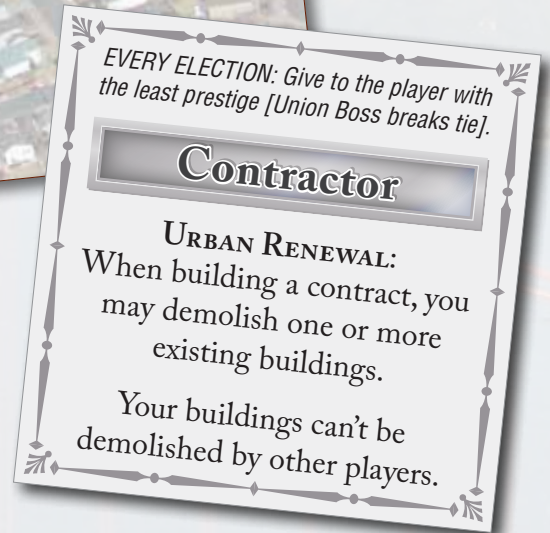 EVERY ELECTION: Give to the player with
the least prestige [Union Boss breaks tie].
Contractor
URBAN RENEWAL:
When building a contract, you
may demolish one or more
existing buildings.
Your buildings can't be
demolished by other players.